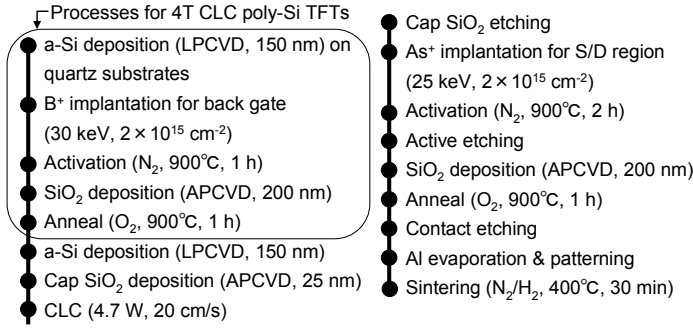 Processes for 4T CLC poly-Si TFTs
a-Si deposition (LPCVD, 150 nm) on
quartz substrates
B⁺ implantation for back gate
(30 keV, 2 × 10¹⁵ cm⁻²)
Activation (N₂, 900℃, 1 h)
SiO₂ deposition (APCVD, 200 nm)
Anneal (O₂, 900℃, 1 h)
a-Si deposition (LPCVD, 150 nm)
Cap SiO₂ deposition (APCVD, 25 nm)
CLC (4.7 W, 20 cm/s)
Cap SiO₂ etching
As⁺ implantation for S/D region
(25 keV, 2 × 10¹⁵ cm⁻²)
Activation (N₂, 900℃, 2 h)
Active etching
SiO₂ deposition (APCVD, 200 nm)
Anneal (O₂, 900℃, 1 h)
Contact etching
Al evaporation & patterning
Sintering (N₂/H₂, 400℃, 30 min)